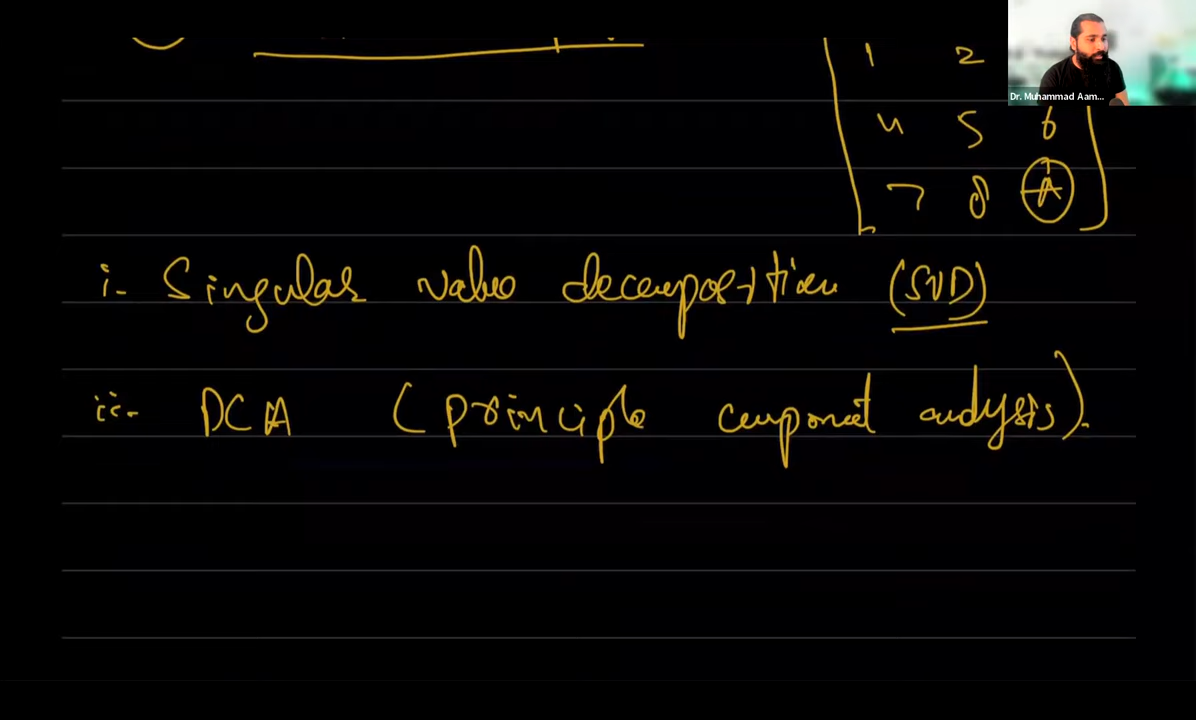 1 2
Dr. Muhammad Aam...
4 5 6
7 8
i- Singular value decomposition (SVD)
ii- PCA (principle component analysis).